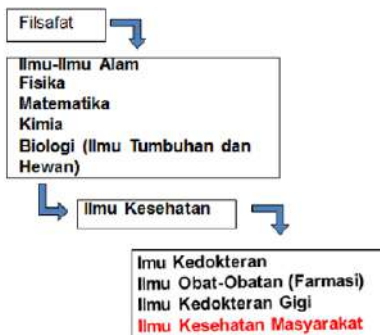 Filsafat
Ilmu-Ilmu Alam
Fisika
Matematika
Kimia
Biologi (Ilmu Tumbuhan dan
Hewan)
Ilmu Kesehatan
Imu Kedokteran
Ilmu Obat-Obatan (Farmasi)
Ilmu Kedokteran Gigi
Ilmu Kesehatan Masyarakat